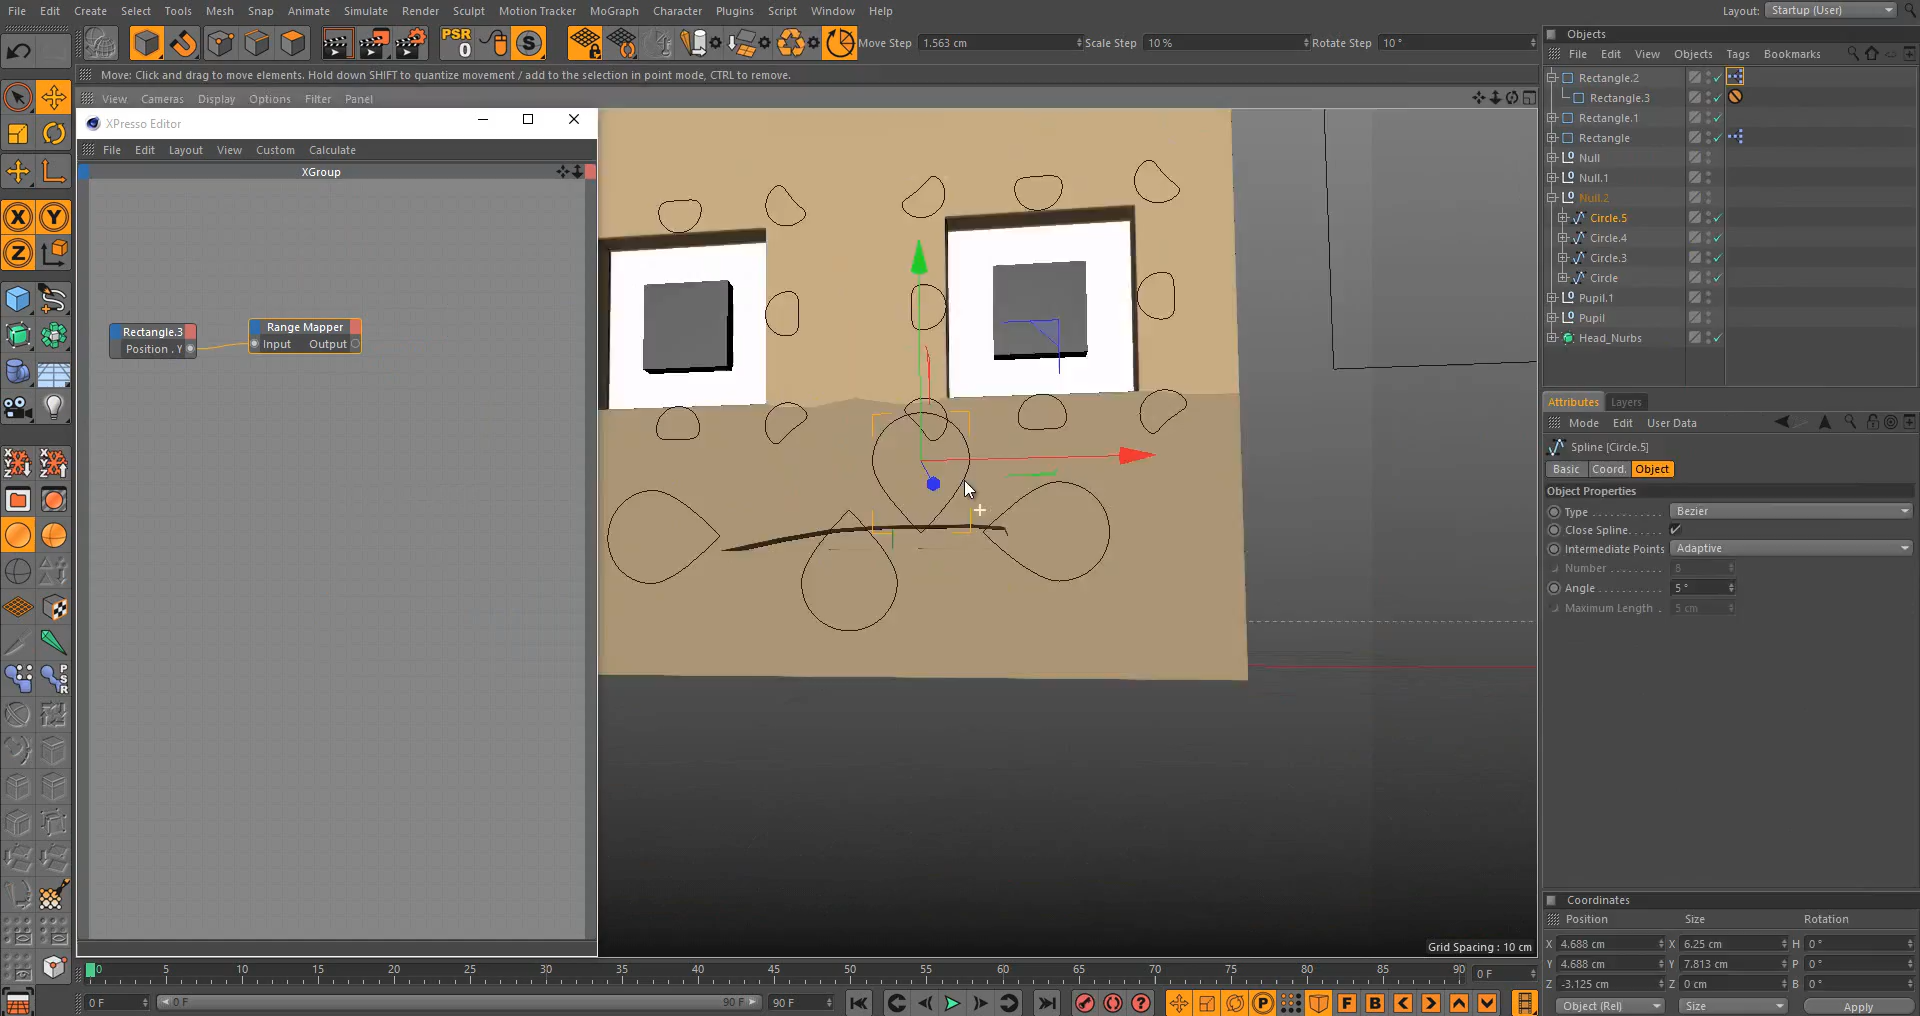 File Edit Create Select Tools Mesh Snap Animate Simulate Render Sculpt Motion Tracker MoGraph Character Plugins Script Window Help
Layout: Startup (User)
PSR
0
S
Move Step 1.563 cm Scale Step 10 % Rotate Step 10 °
Move: Click and drag to move elements. Hold down SHIFT to quantize movement / add to the selection in point mode, CTRL to remove.
View Cameras Display Options Filter Panel
XPresso Editor
File Edit Layout View Custom Calculate
XGroup
Rectangle.3
Position . Y
Range Mapper
Input Output
X Y
Z
Grid Spacing : 10 cm
Objects
File Edit View Objects Tags Bookmarks
Rectangle.2
Rectangle.3
Rectangle.1
Rectangle
Null
Null.1
Null.2
Circle.5
Circle.4
Circle.3
Circle
Pupil.1
Pupil
Head_Nurbs
Attributes Layers
Mode Edit User Data
Spline [Circle.5]
Basic Coord. Object
Object Properties
Type Bezier
Close Spline
Intermediate Points Adaptive
Number 8
Angle 5 °
Maximum Length 5 cm
Coordinates
Position Size Rotation
X 4.688 cm X 6.25 cm H 0 °
Y 4.688 cm Y 7.813 cm P 0 °
Z -3.125 cm Z 0 cm B 0 °
Object (Rel) Size Apply
0 5 10 15 20 25 30 35 40 45 50 55 60 65 70 75 80 85 90 0 F
0 F 0 F 90 F 90 F
P F B